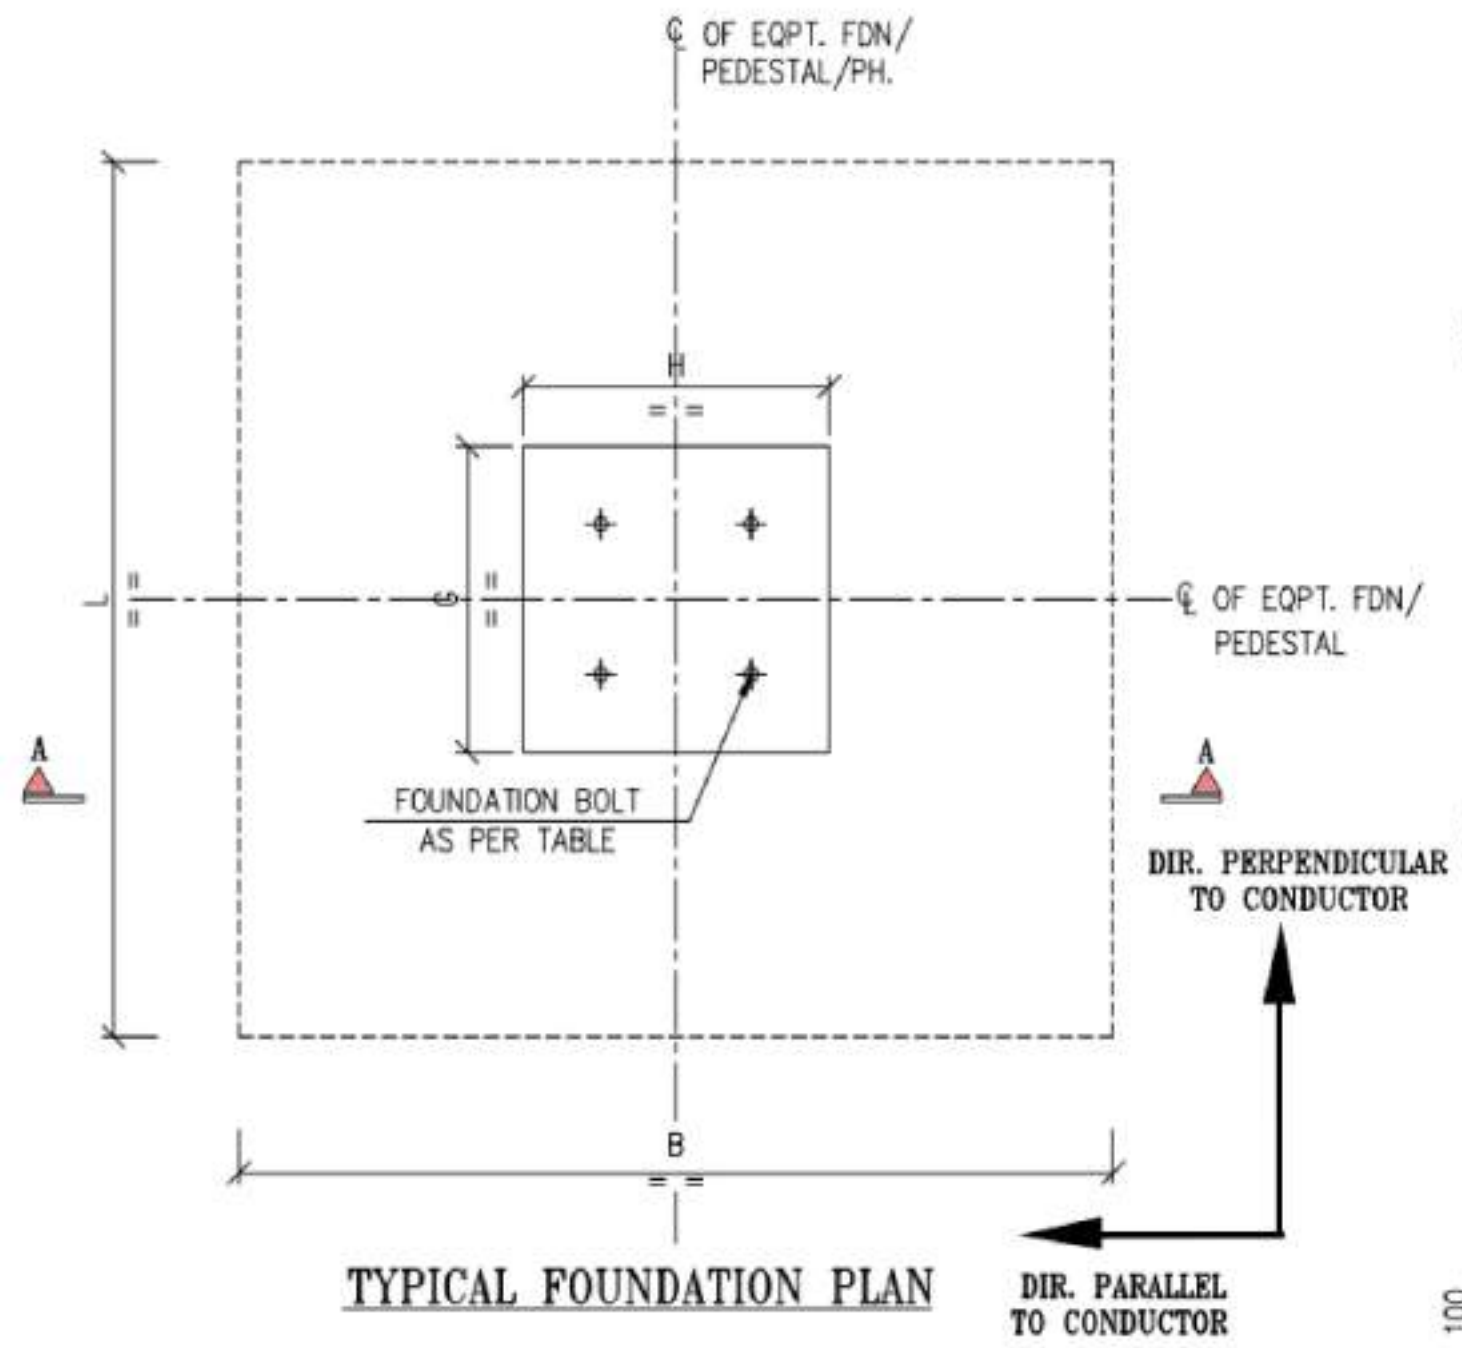 ℄ OF EQPT. FDN/
PEDESTAL/PH.
H
= =
L
=
=
G
=
=
℄ OF EQPT. FDN/
PEDESTAL
A
A
FOUNDATION BOLT
AS PER TABLE
DIR. PERPENDICULAR
TO CONDUCTOR
B
= =
TYPICAL FOUNDATION PLAN
DIR. PARALLEL
TO CONDUCTOR
100